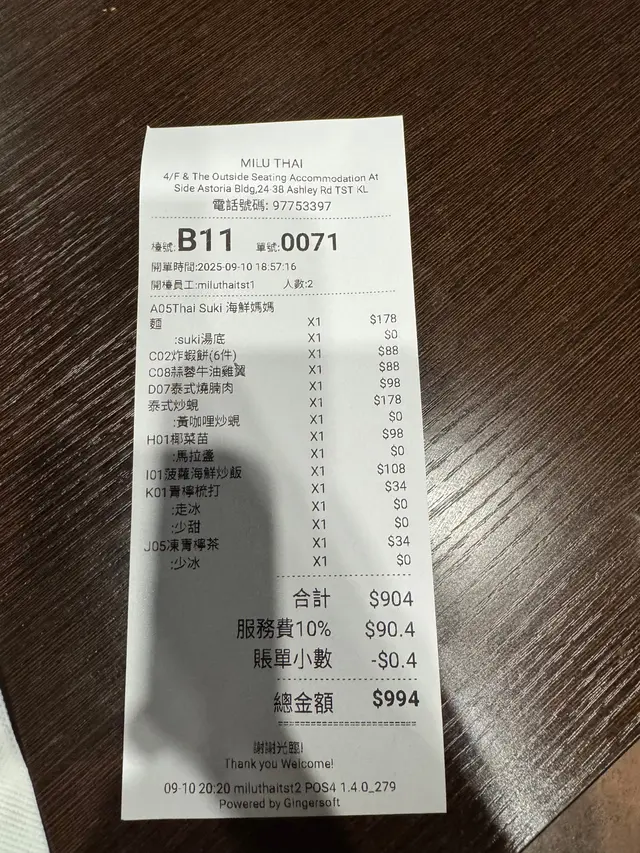 MILU THAI
4/F & The Outside Seating Accommodation At
Side Astoria Bldg,24-38 Ashley Rd TST KL
電話號碼: 97753397
檯號:B11 單號:0071
開單時間:2025-09-10 18:57:16
開檯員工:miluthaitst1 人數:2
A05Thai Suki 海鮮媽媽
麵 X1 $178
:suki湯底 X1 $0
C02炸蝦餅(6件) X1 $88
C08蒜蓉牛油雞翼 X1 $88
D07泰式燒腩肉 X1 $98
泰式炒蜆 X1 $178
:黃咖哩炒蜆 X1 $0
H01椰菜苗 X1 $98
:馬拉盞 X1 $0
I01菠蘿海鮮炒飯 X1 $108
K01青檸梳打 X1 $34
:走冰 X1 $0
:少甜 X1 $0
J05凍青檸茶 X1 $34
:少冰 X1 $0
合計 $904
服務費10% $90.4
賬單小數 -$0.4
總金額 $994
謝謝光臨!
Thank you Welcome!
09-10 20:20 miluthaitst2 POS4 1.4.0_279
Powered by Gingersoft